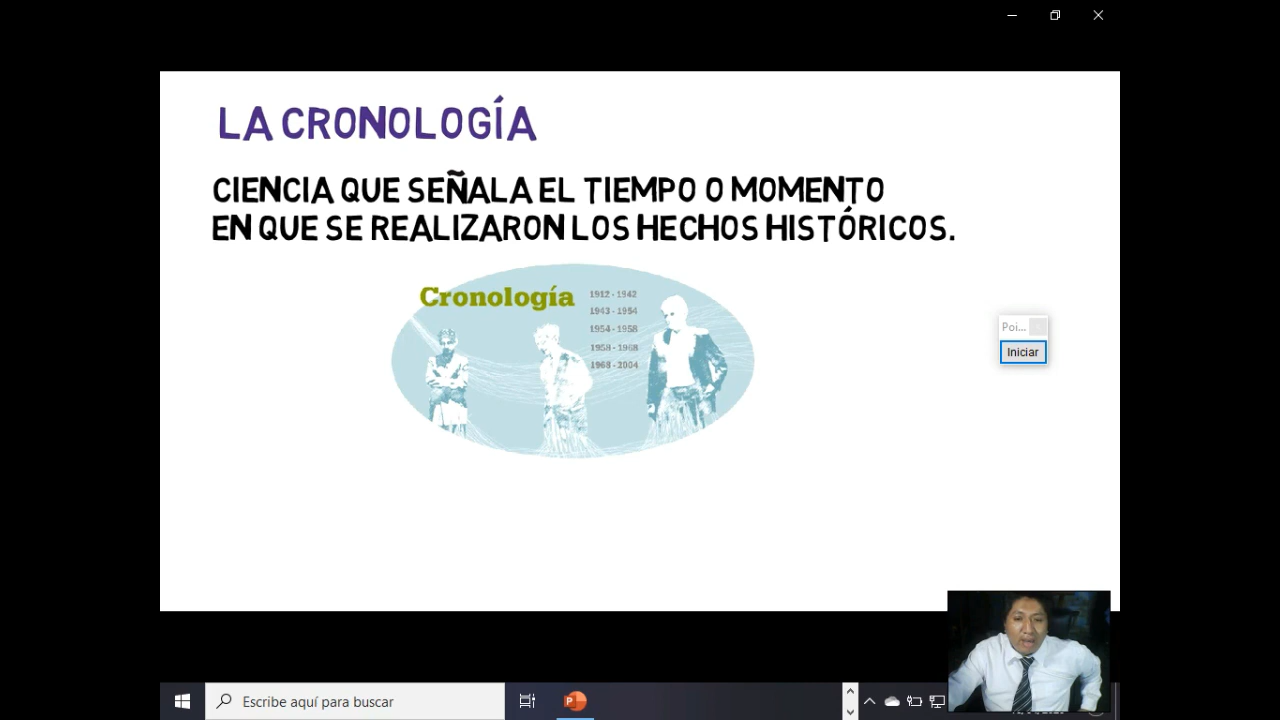 LA CRONOLOGÍA
CIENCIA QUE SEÑALA EL TIEMPO O MOMENTO
EN QUE SE REALIZARON LOS HECHOS HISTÓRICOS.
Cronología
1912 - 1942
1943 - 1954
1954 - 1958
1958 - 1968
1968 - 2004
Poi...
Iniciar
Escribe aquí para buscar